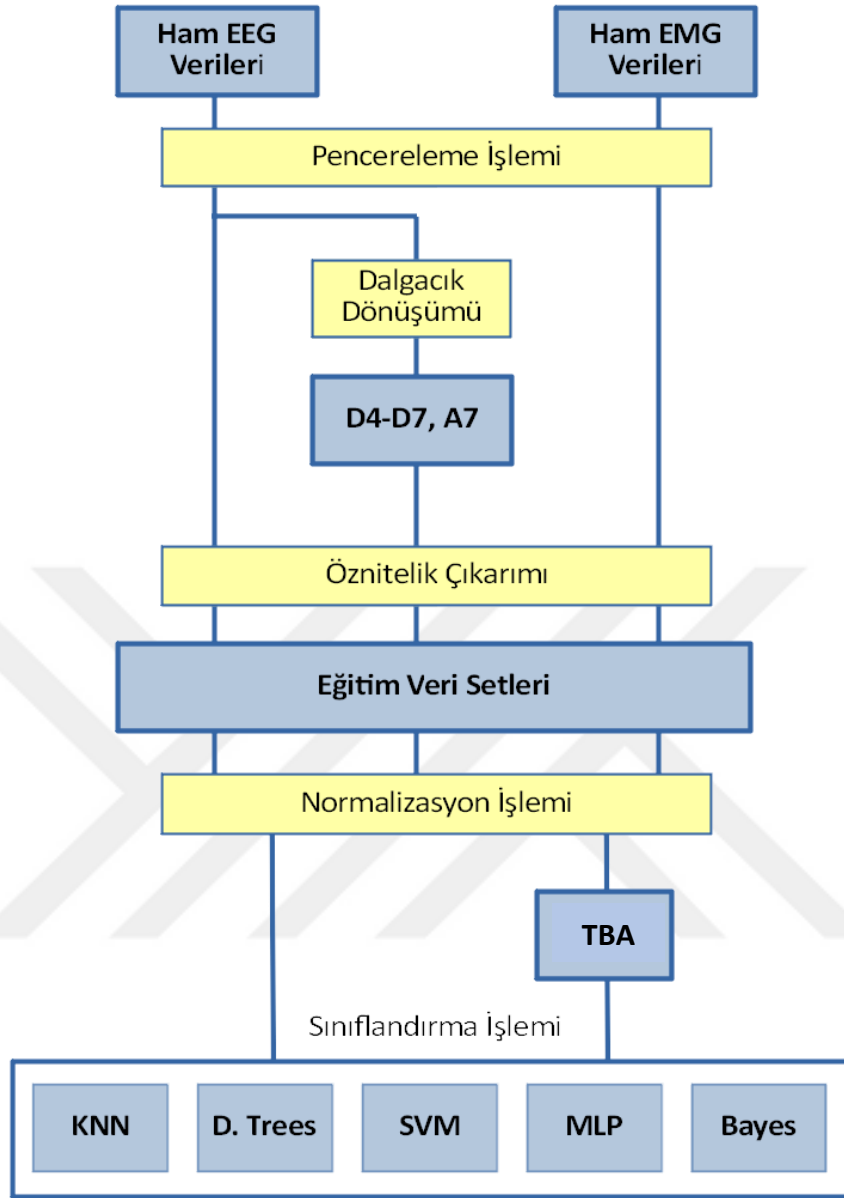 Ham EEG
Verileri
Ham EMG
Verileri
Pencereleme İşlemi
Dalgacık
Dönüşümü
D4-D7, A7
Öznitelik Çıkarımı
Eğitim Veri Setleri
Normalizasyon İşlemi
TBA
Sınıflandırma İşlemi
KNN
D. Trees
SVM
MLP
Bayes